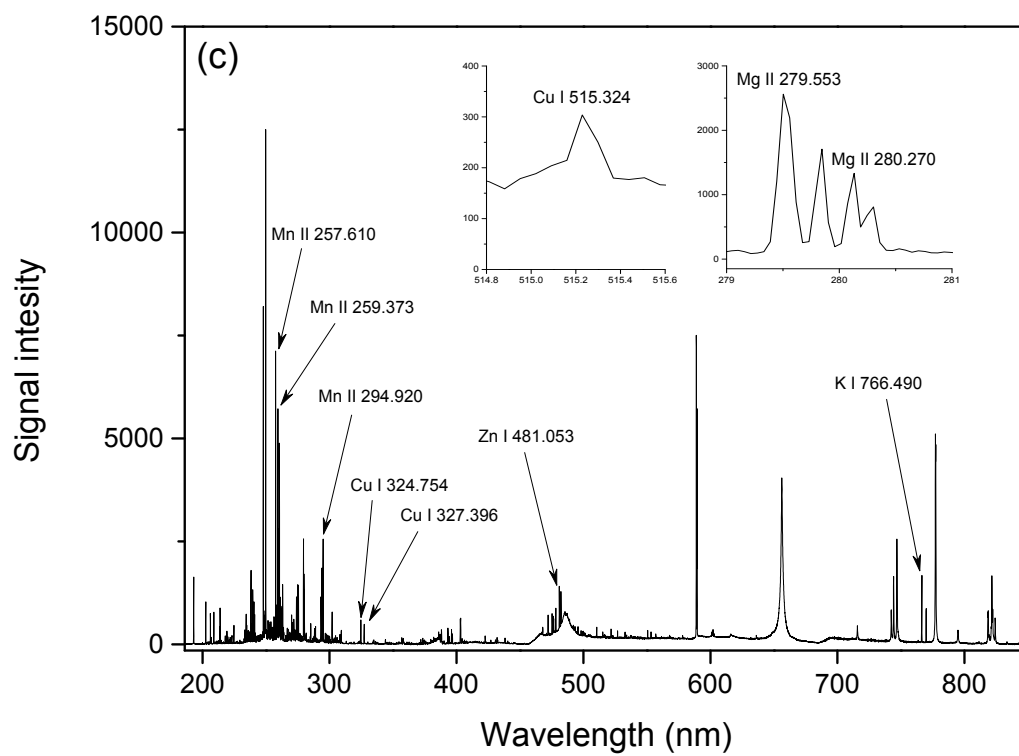 (c)
15000
10000
5000
0
Signal intesity
200 300 400 500 600 700 800
Wavelength (nm)
Mn II 257.610
Mn II 259.373
Mn II 294.920
Cu I 324.754
Cu I 327.396
Zn I 481.053
K I 766.490
400
300
200
100
0
Cu I 515.324
514.8 515.0 515.2 515.4 515.6
3000
2000
1000
0
Mg II 279.553
Mg II 280.270
279 280 281